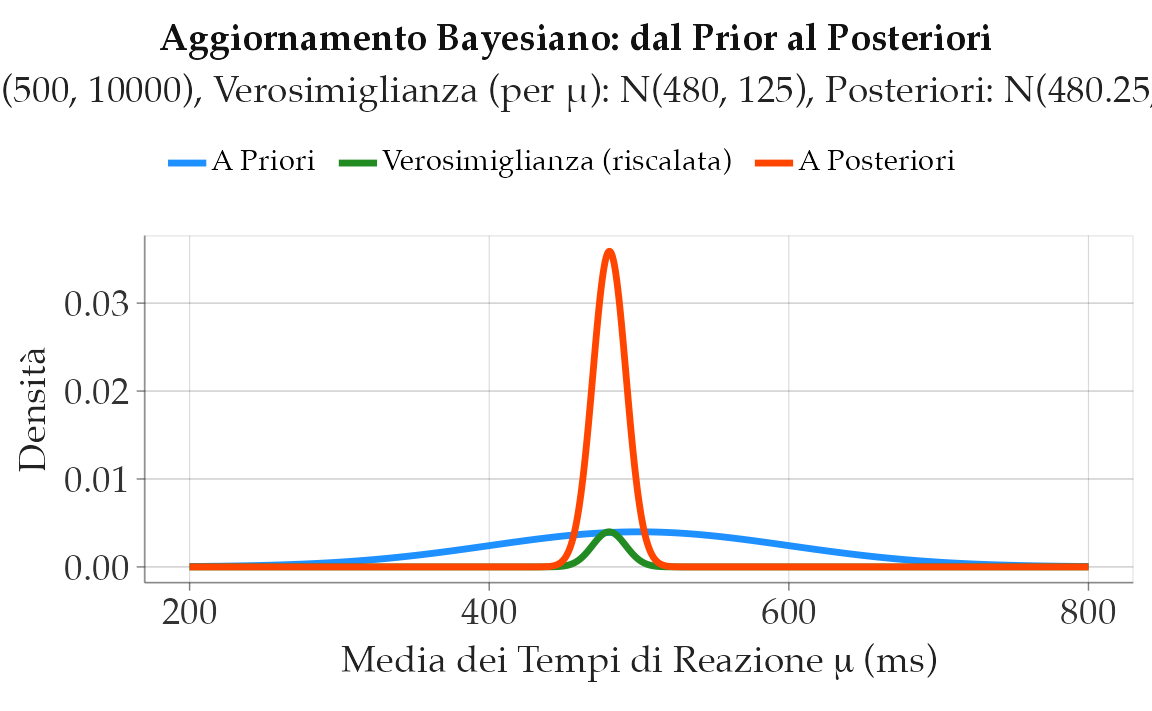 Aggiornamento Bayesiano: dal Prior al Posteriori
(500, 10000), Verosimiglianza (per μ): N(480, 125), Posteriori: N(480.25,
A Priori
Verosimiglianza (riscalata)
A Posteriori
Densità
0.03
0.02
0.01
0.00
200
400
600
800
Media dei Tempi di Reazione μ (ms)